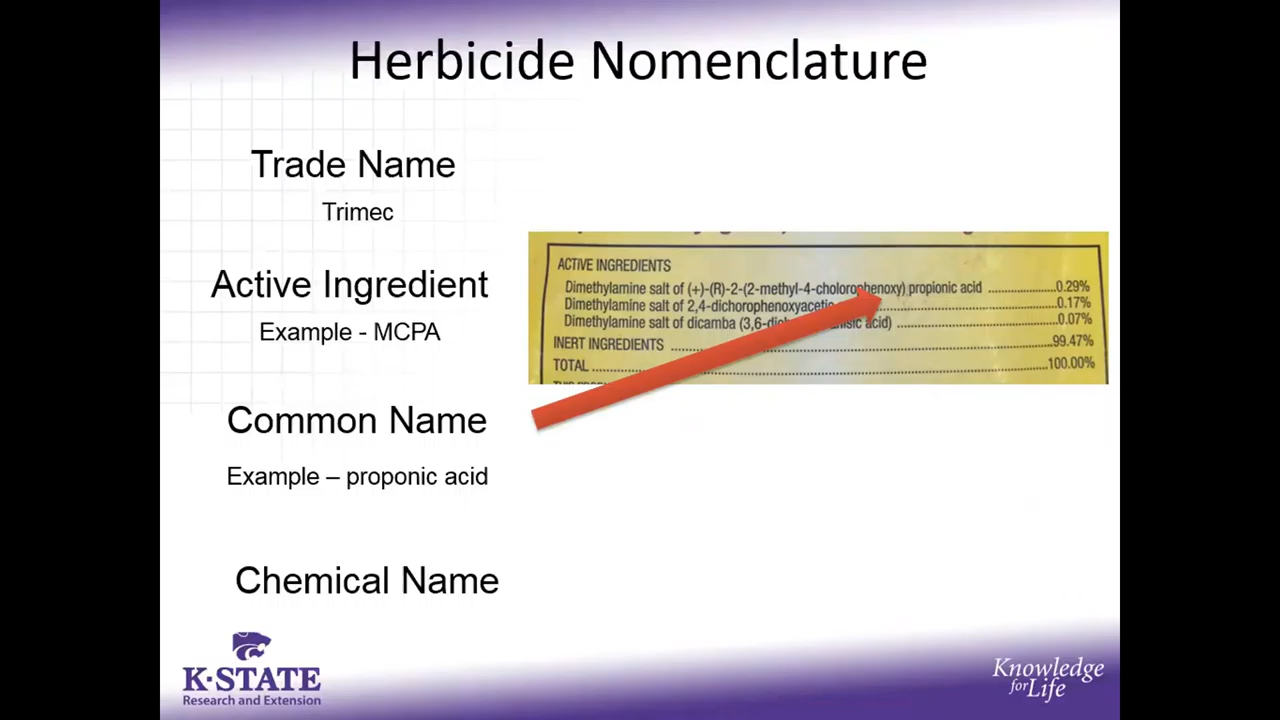 Herbicide Nomenclature
Trade Name
Trimec
Active Ingredient
Example - MCPA
Common Name
Example – proponic acid
Chemical Name
ACTIVE INGREDIENTS
Dimethylamine salt of (+)-(R)-2-(2-methyl-4-cholorophenoxy) propionic acid ....................0.29%
Dimethylamine salt of 2,4-dichorophenoxyacetic ....................0.17%
Dimethylamine salt of dicamba (3,6- acid) ....................0.07%
INERT INGREDIENTS ....................99.47%
TOTAL ....................100.00%
K-STATE
Research and Extension
Knowledge
for Life